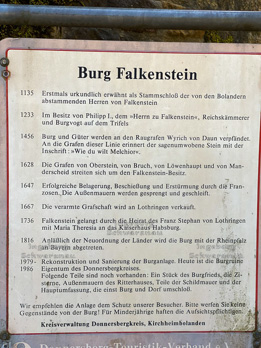 Burg Falkenstein
1135 Erstmals urkundlich erwähnt als Stammschloß der von den Bolandern
abstammenden Herren von Falkenstein
1233 Im Besitz von Philipp I., dem »Herrn zu Falkenstein«, Reichskämmerer
und Burgvogt auf dem Trifels
1456 Burg und Güter werden an den Raugrafen Wyrich von Daun verpfändet.
An die Grafen dieser Linie erinnert der sagenumwobene Stein mit der
Inschrift: »Wie du wilt Melchior«.
1628 Die Grafen von Oberstein, von Bruch, von Löwenhaupt und von Man-
derscheid streiten sich um den Falkenstein-Besitz.
1647 Erfolgreiche Belagerung, Beschießung und Erstürmung durch die Fran-
zosen. Die Außenmauern werden gesprengt und geschleift.
1667 Die verarmte Grafschaft wird an Lothringen verkauft.
1736 Falkenstein gelangt durch die Heirat des Franz Stephan von Lothringen
mit Maria Theresia an das Kaiserhaus Habsburg.
1816 Anläßlich der Neuordnung der Länder wird die Burg mit der Rheinpfalz
an Bayern abgetreten.
1979 - Rekonstruktion und Sanierung der Burganlage. Heute ist die Burgruine
1986 Eigentum des Donnersbergkreises.
Folgende Teile sind noch vorhanden: Ein Stück des Bergfrieds, die Zi-
sterne, Außenmauern des Ritterhauses, Teile der Schildmauer und der
Hauptumfassung, die einst Burg und Dorf umschloß.
Wir empfehlen die Anlage dem Schutz unserer Besucher. Bitte werfen Sie keine
Gegenstände von der Burg! Für Minderjährige haften die Aufsichtspflichtigen.
Kreisverwaltung Donnersbergkreis, Kirchheimbolanden
Donnersberg-Touristik-Verband e.V.